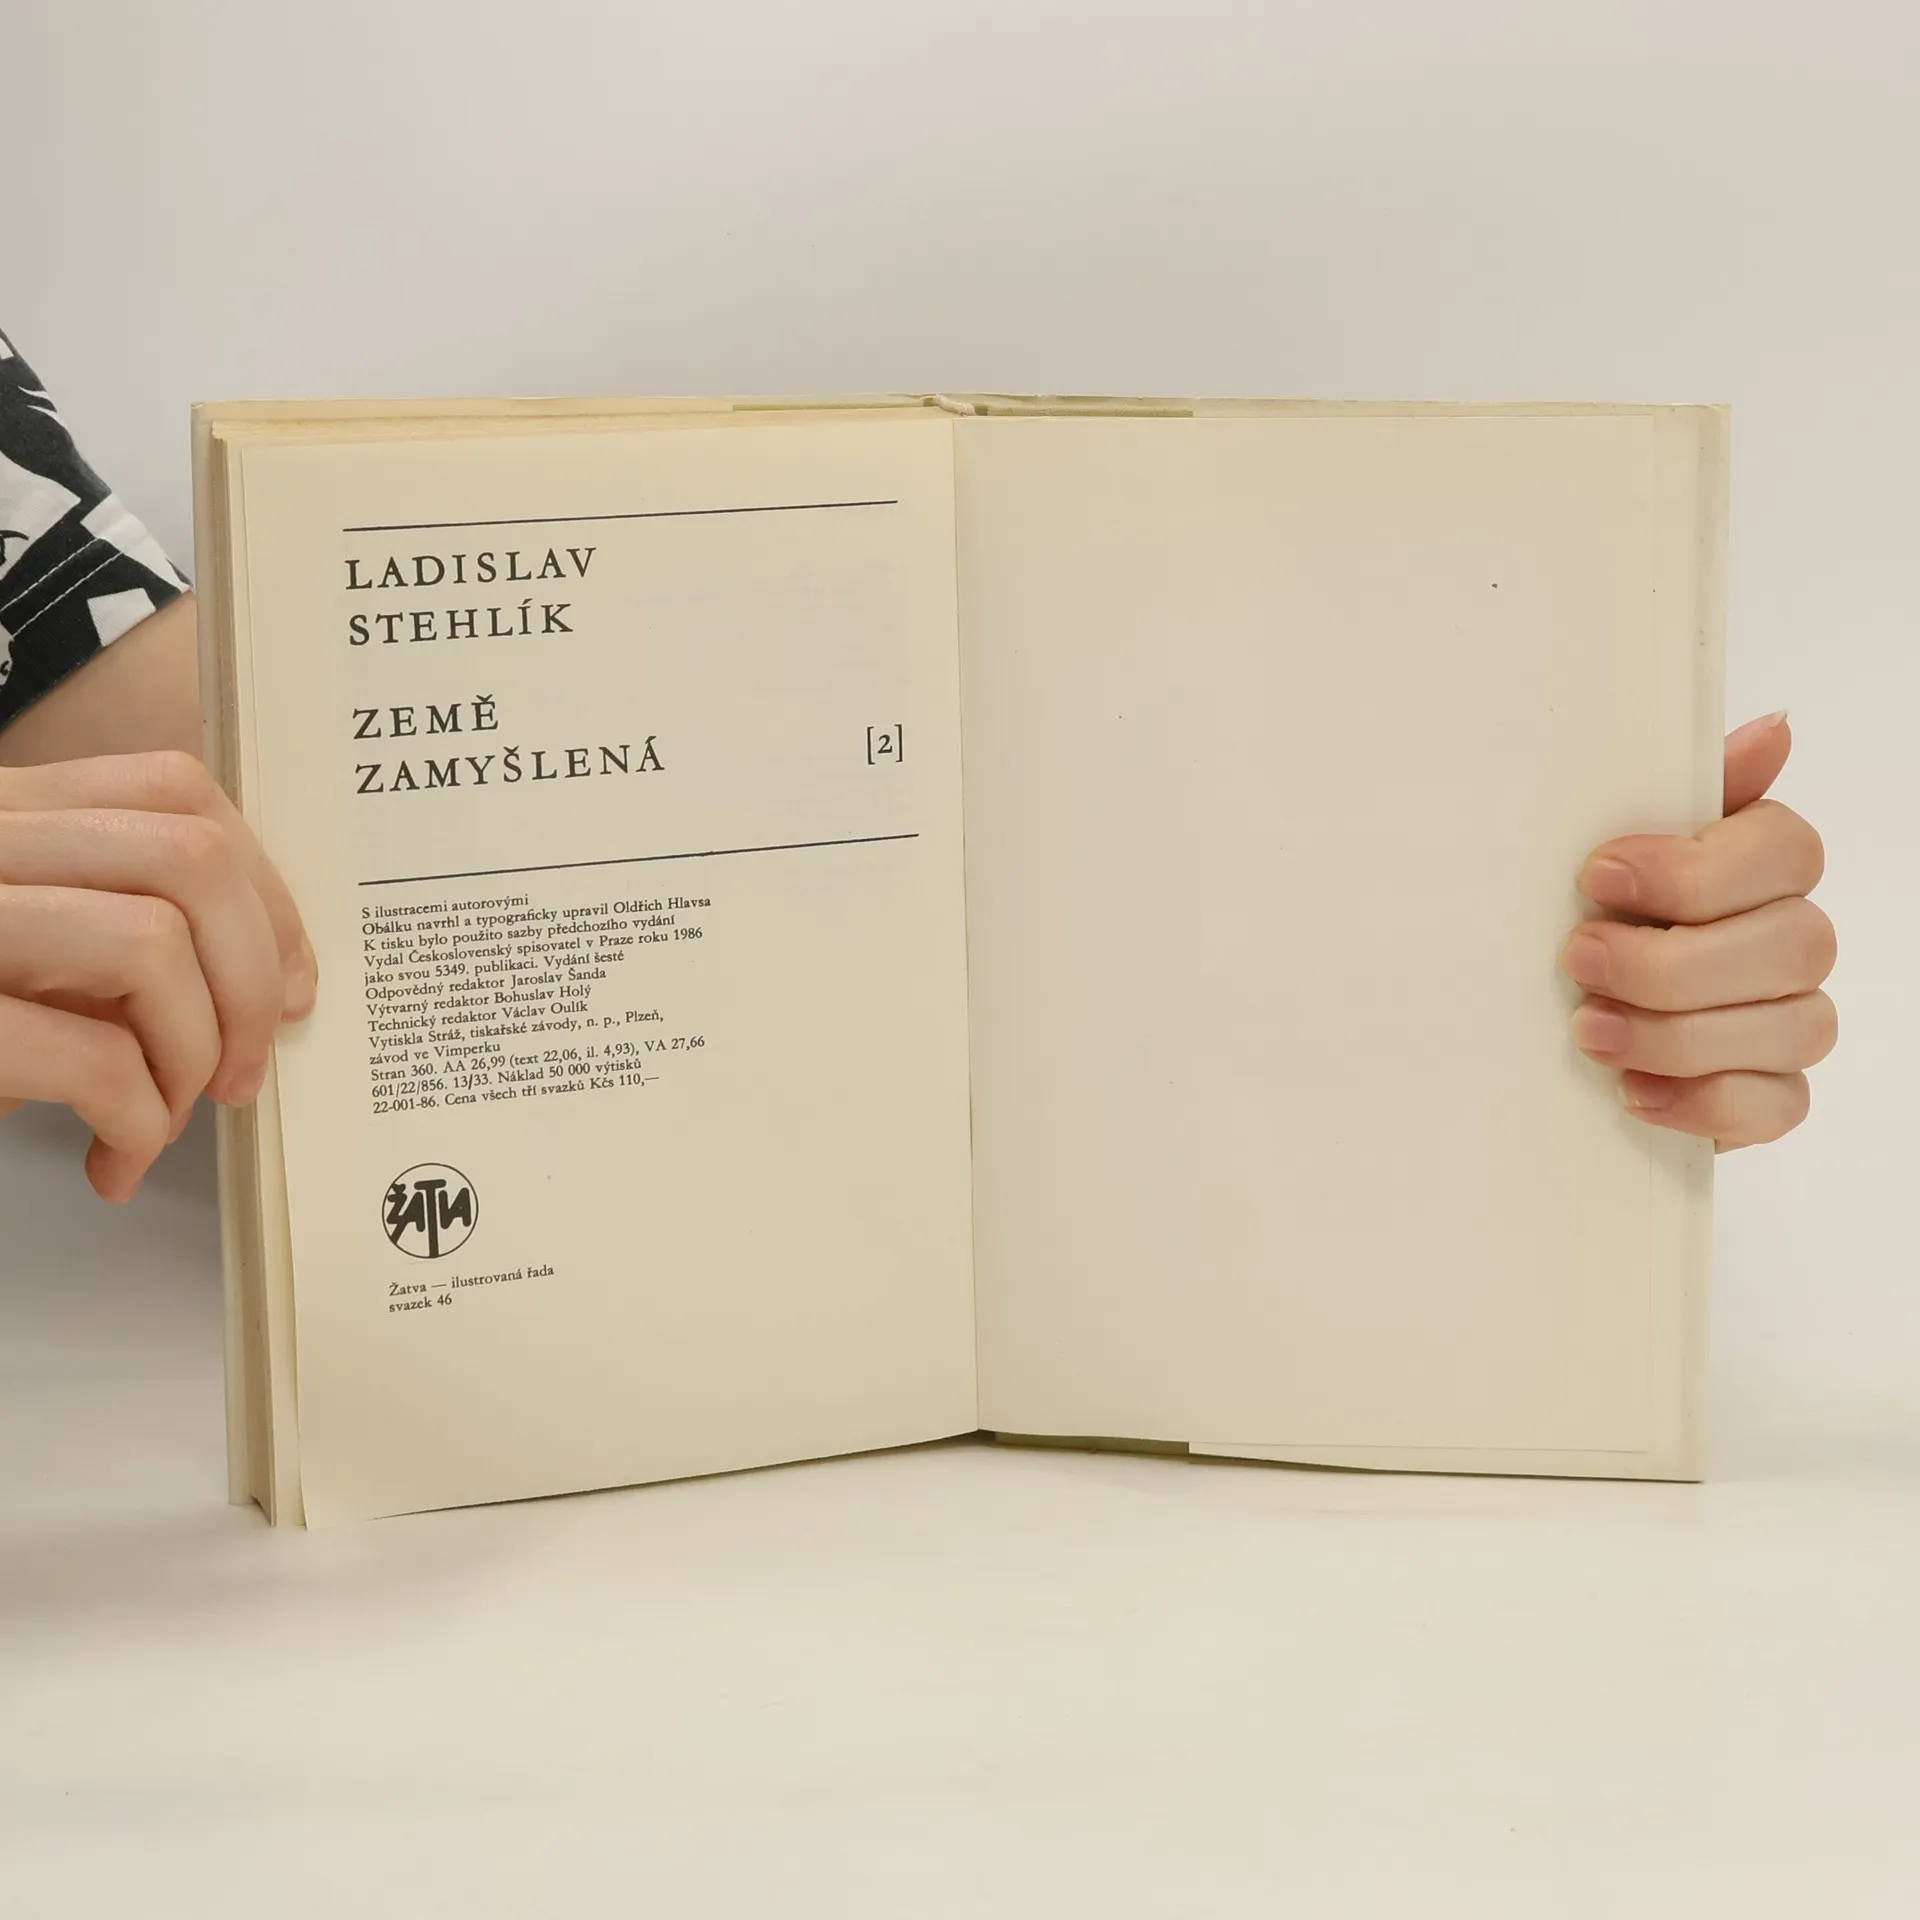 LADISLAV
STEHLÍK
ZEMĚ
ZAMYŠLENÁ
[2]
S ilustracemi autorovými
Obálku navrhl a typograficky upravil Oldřich Hlavsa
K tisku bylo použito sazby předchozího vydání
Vydal Československý spisovatel v Praze roku 1986
jako svou 5349. publikaci. Vydání šesté
Odpovědný redaktor Jaroslav Šanda
Výtvarný redaktor Bohuslav Holý
Technický redaktor Václav Oulík
Vytiskla Stráž, tiskařské závody, n. p., Plzeň,
závod ve Vimperku
Stran 360. AA 26,99 (text 22,06, il. 4,93), VA 27,66
601/22/856. 13/33. Náklad 50 000 výtisků
22-001-86. Cena všech tří svazků Kčs 110,—
ŽATVA
Žatva — ilustrovaná řada
svazek 46